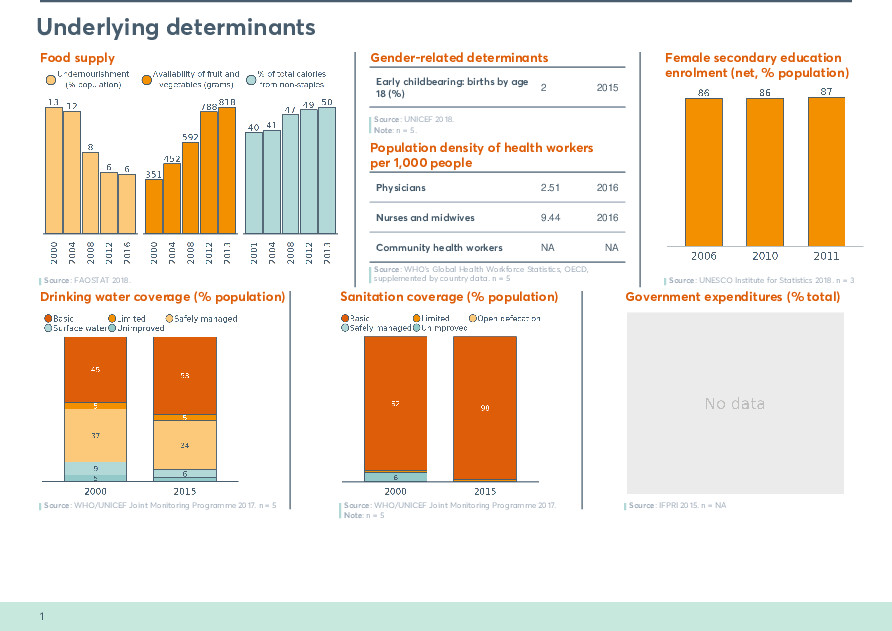 Underlying determinants
Food supply
Undernourishment (% population)
Availability of fruit and vegetables (grams)
% of total calories from non-staples
13 12 8 6 6
351 452 592 788 818
40 41 47 49 50
2000 2004 2008 2012 2016
2000 2004 2008 2012 2013
2001 2004 2008 2012 2013
Source: FAOSTAT 2018.
Gender-related determinants
Early childbearing: births by age 18 (%) 2 2015
Source: UNICEF 2018.
Note: n = 5.
Population density of health workers
per 1,000 people
Physicians 2.51 2016
Nurses and midwives 9.44 2016
Community health workers NA NA
Source: WHO's Global Health Workforce Statistics, OECD,
supplemented by country data. n = 5
Female secondary education
enrolment (net, % population)
86 86 87
2006 2010 2011
Source: UNESCO Institute for Statistics 2018. n = 3
Drinking water coverage (% population)
Basic Limited Safely managed
Surface water Unimproved
45 53
5 5
37 24
9 6
5
2000 2015
Source: WHO/UNICEF Joint Monitoring Programme 2017. n = 5
Sanitation coverage (% population)
Basic Limited Open defecation
Safely managed Unimproved
98
6
2000 2015
Source: WHO/UNICEF Joint Monitoring Programme 2017.
Note: n = 5
Government expenditures (% total)
No data
Source: IFPRI 2015. n = NA
1